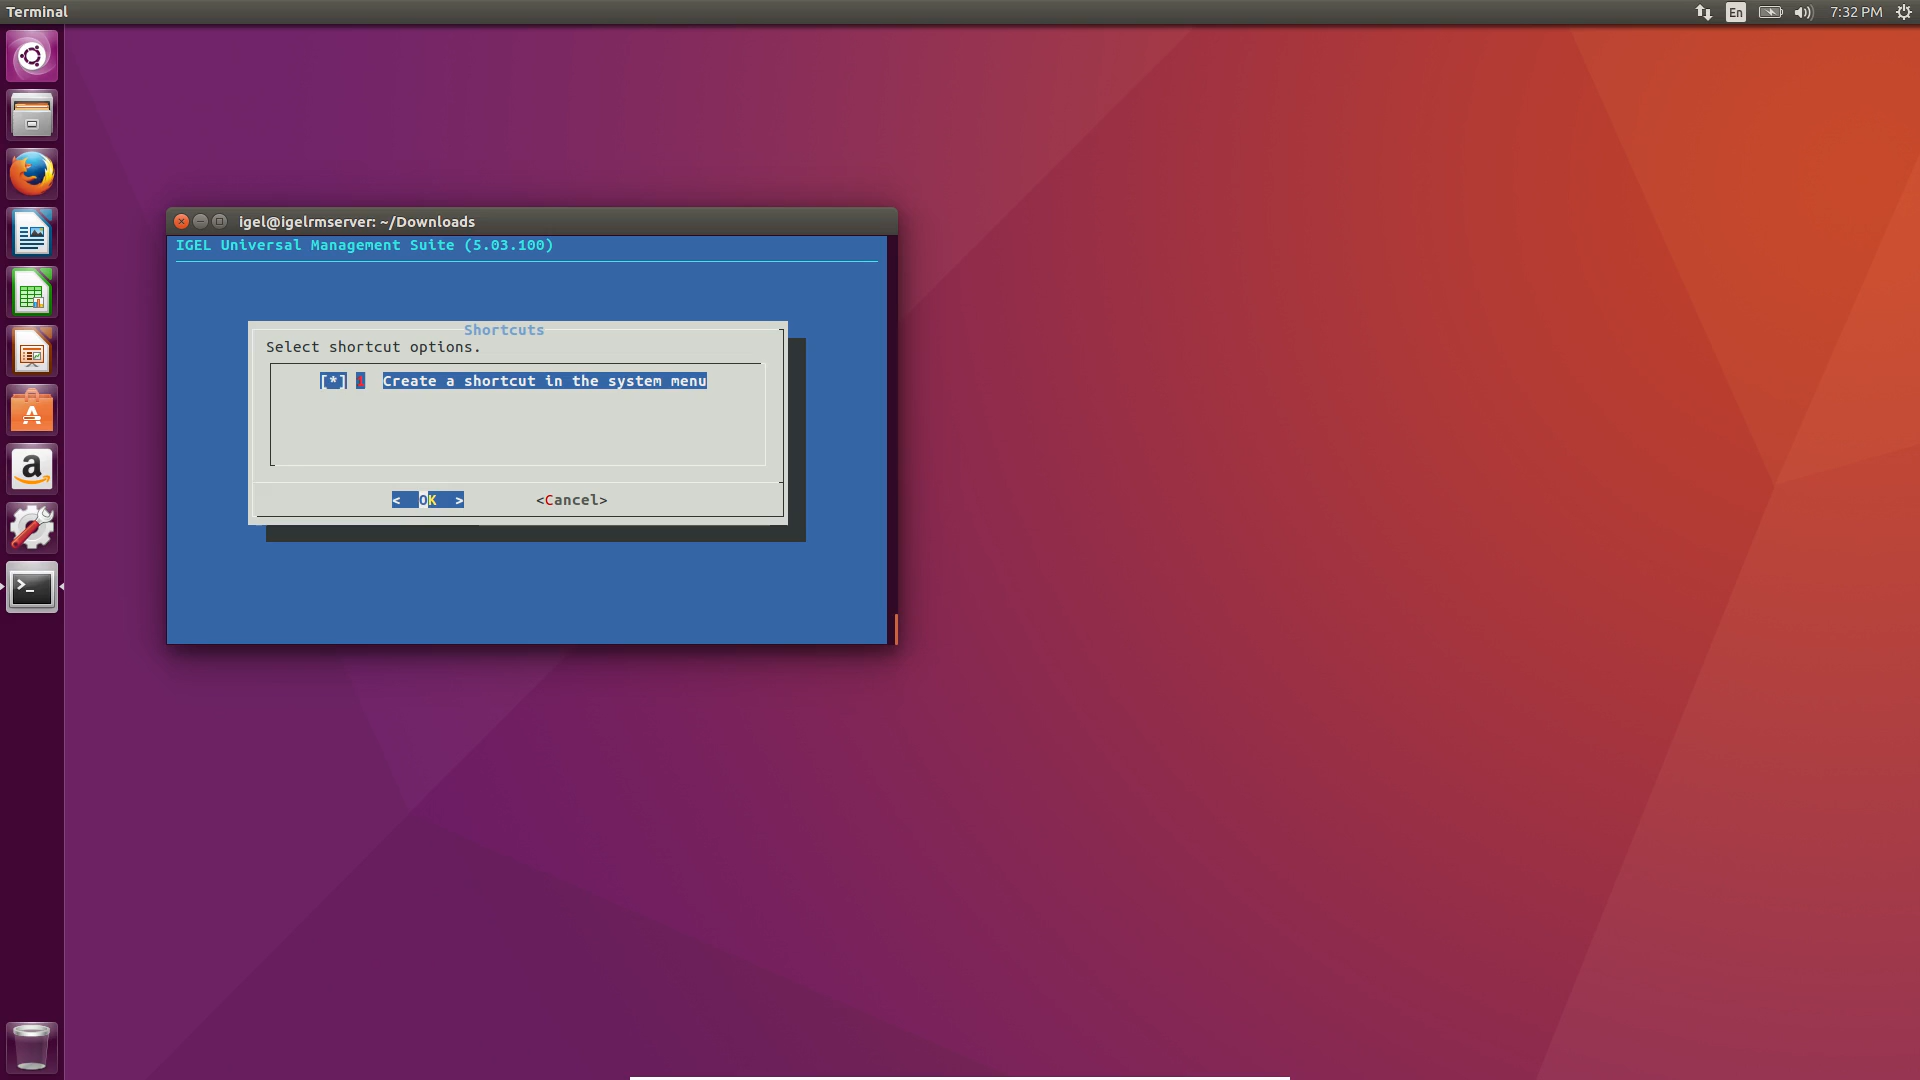 Terminal
En
7:32 PM
igel@igelrmserver: ~/Downloads
IGEL Universal Management Suite (5.03.100)
Shortcuts
Select shortcut options.
[*] 1 Create a shortcut in the system menu
< OK > <Cancel>